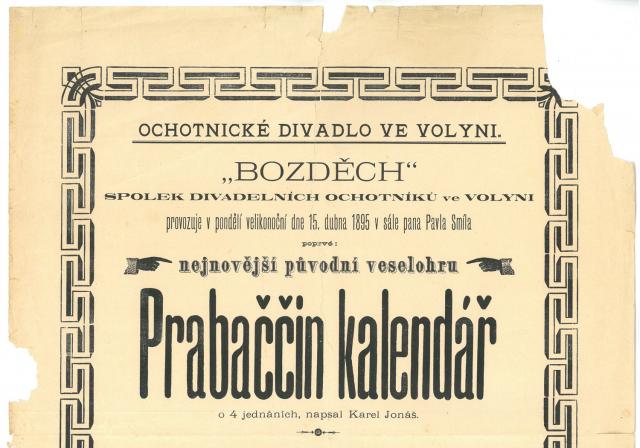 OCHOTNICKÉ DIVADLO VE VOLYNI.
„BOZDĚCH“
SPOLEK DIVADELNÍCH OCHOTNÍKŮ ve VOLYNI
provozuje v pondělí velikonoční dne 15. dubna 1895 v sále pana Pavla Smíla
poprvé:
nejnovější původní veselohru
Prabaččin kalendář
o 4 jednáních, napsal Karel Jonáš.